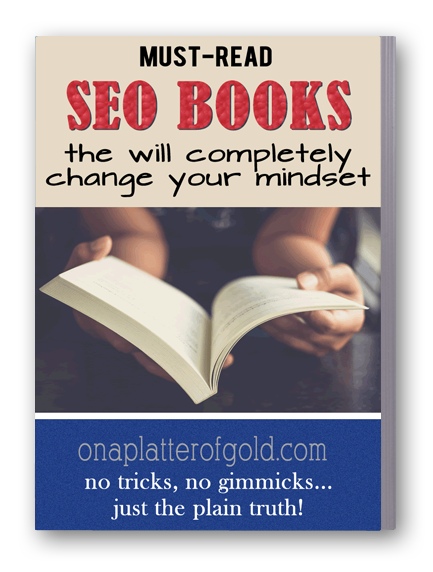 MUST-READ
SEO BOOKS
the will completely
change your mindset
onaplatterofgold.com
no tricks, no gimmicks...
just the plain truth!